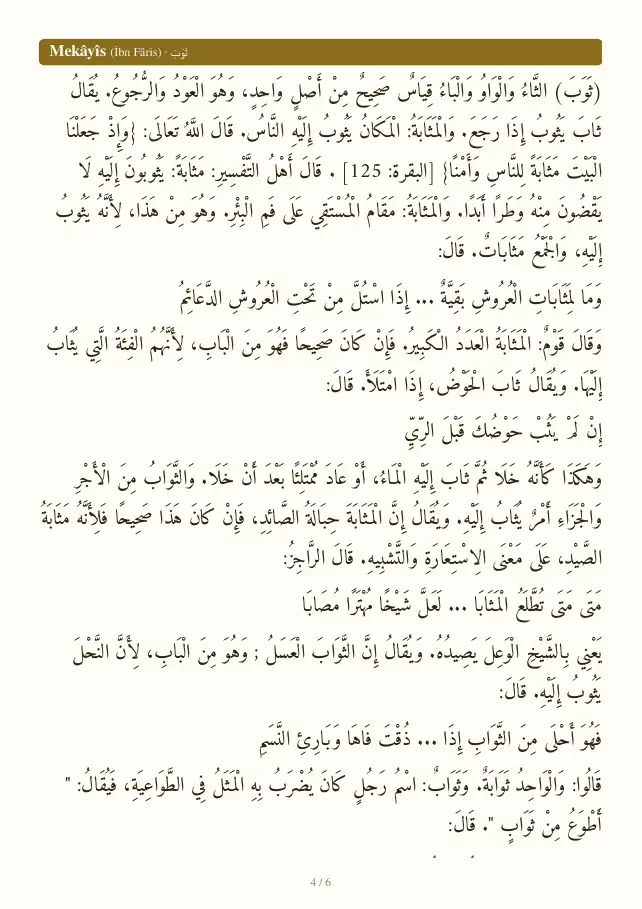 Mekâyîs (İbn Fâris) · ثَوَبَ
(ثَوَبَ) الثَّاءُ وَالْوَاوُ وَالْبَاءُ قِيَاسٌ صَحِيحٌ مِنْ أَصْلٍ وَاحِدٍ، وَهُوَ الْعَوْدُ وَالرُّجُوعُ. يُقَالُ
ثَابَ يَثُوبُ إِذَا رَجَعَ. وَالْمَثَابَةُ: الْمَكَانُ يَثُوبُ إِلَيْهِ النَّاسُ. قَالَ اللَّهُ تَعَالَى: {وَإِذْ جَعَلْنَا
الْبَيْتَ مَثَابَةً لِلنَّاسِ وَأَمْنًا} [البقرة: 125] . قَالَ أَهْلُ التَّفْسِيرِ: مَثَابَةً: يَثُوبُونَ إِلَيْهِ لَا
يَقْضُونَ مِنْهُ وَطَرًا أَبَدًا. وَالْمَثَابَةُ: مَقَامُ الْمُسْتَقِي عَلَى فَمِ الْبِئْرِ. وَهُوَ مِنْ هَذَا، لِأَنَّهُ يَثُوبُ
إِلَيْهِ، وَالْجَمْعُ مَثَابَاتٌ. قَالَ:
وَمَا لِمَثَابَاتِ الْعُرُوشِ بَقِيَّةٌ ... إِذَا اسْتُلَّ مِنْ تَحْتِ الْعُرُوشِ الدَّعَائِمُ
وَقَالَ قَوْمٌ: الْمَثَابَةُ الْعَدَدُ الْكَبِيرُ. فَإِنْ كَانَ صَحِيحًا فَهُوَ مِنَ الْبَابِ، لِأَنَّهُمُ الْفِئَةُ الَّتِي يُثَابُ
إِلَيْهَا. وَيُقَالُ ثَابَ الْحَوْضُ، إِذَا امْتَلَأَ. قَالَ:
إِنْ لَمْ يَثُبْ حَوْضُكَ قَبْلَ الرِّيِّ
وَهَكَذَا كَأَنَّهُ خَلَا ثُمَّ ثَابَ إِلَيْهِ الْمَاءُ، أَوْ عَادَ مُمْتَلِئًا بَعْدَ أَنْ خَلَا. وَالثَّوَابُ مِنَ الْأَجْرِ
وَالْجَزَاءِ أَمْرٌ يُثَابُ إِلَيْهِ. وَيُقَالُ إِنَّ الْمَثَابَةَ حِبَالَةُ الصَّائِدِ، فَإِنْ كَانَ هَذَا صَحِيحًا فَلِأَنَّهُ مَثَابَةُ
الصَّيْدِ، عَلَى مَعْنَى الِاسْتِعَارَةِ وَالتَّشْبِيهِ. قَالَ الرَّاجِزُ:
مَتَى مَتَى تُطَّلَعُ الْمَثَابَا ... لَعَلَّ شَيْخًا مُهْتَرًا مُصَابَا
يَعْنِي بِالشَّيْخِ الْوَعِلَ يَصِيدُهُ. وَيُقَالُ إِنَّ الثَّوَابَ الْعَسَلُ ; وَهُوَ مِنَ الْبَابِ، لِأَنَّ النَّحْلَ
يَثُوبُ إِلَيْهِ. قَالَ:
فَهُوَ أَحْلَى مِنَ الثَّوَابِ إِذَا ... ذُقْتَ فَاهَا وَبَارِئِ النَّسَمِ
قَالُوا: وَالْوَاحِدُ ثَوَابَةٌ. وَثَوَابٌ: اسْمُ رَجُلٍ كَانَ يُضْرَبُ بِهِ الْمَثَلُ فِي الطَّوَاعِيَةِ، فَيُقَالُ: "
أَطْوَعُ مِنْ ثَوَابٍ ". قَالَ:
4 / 6